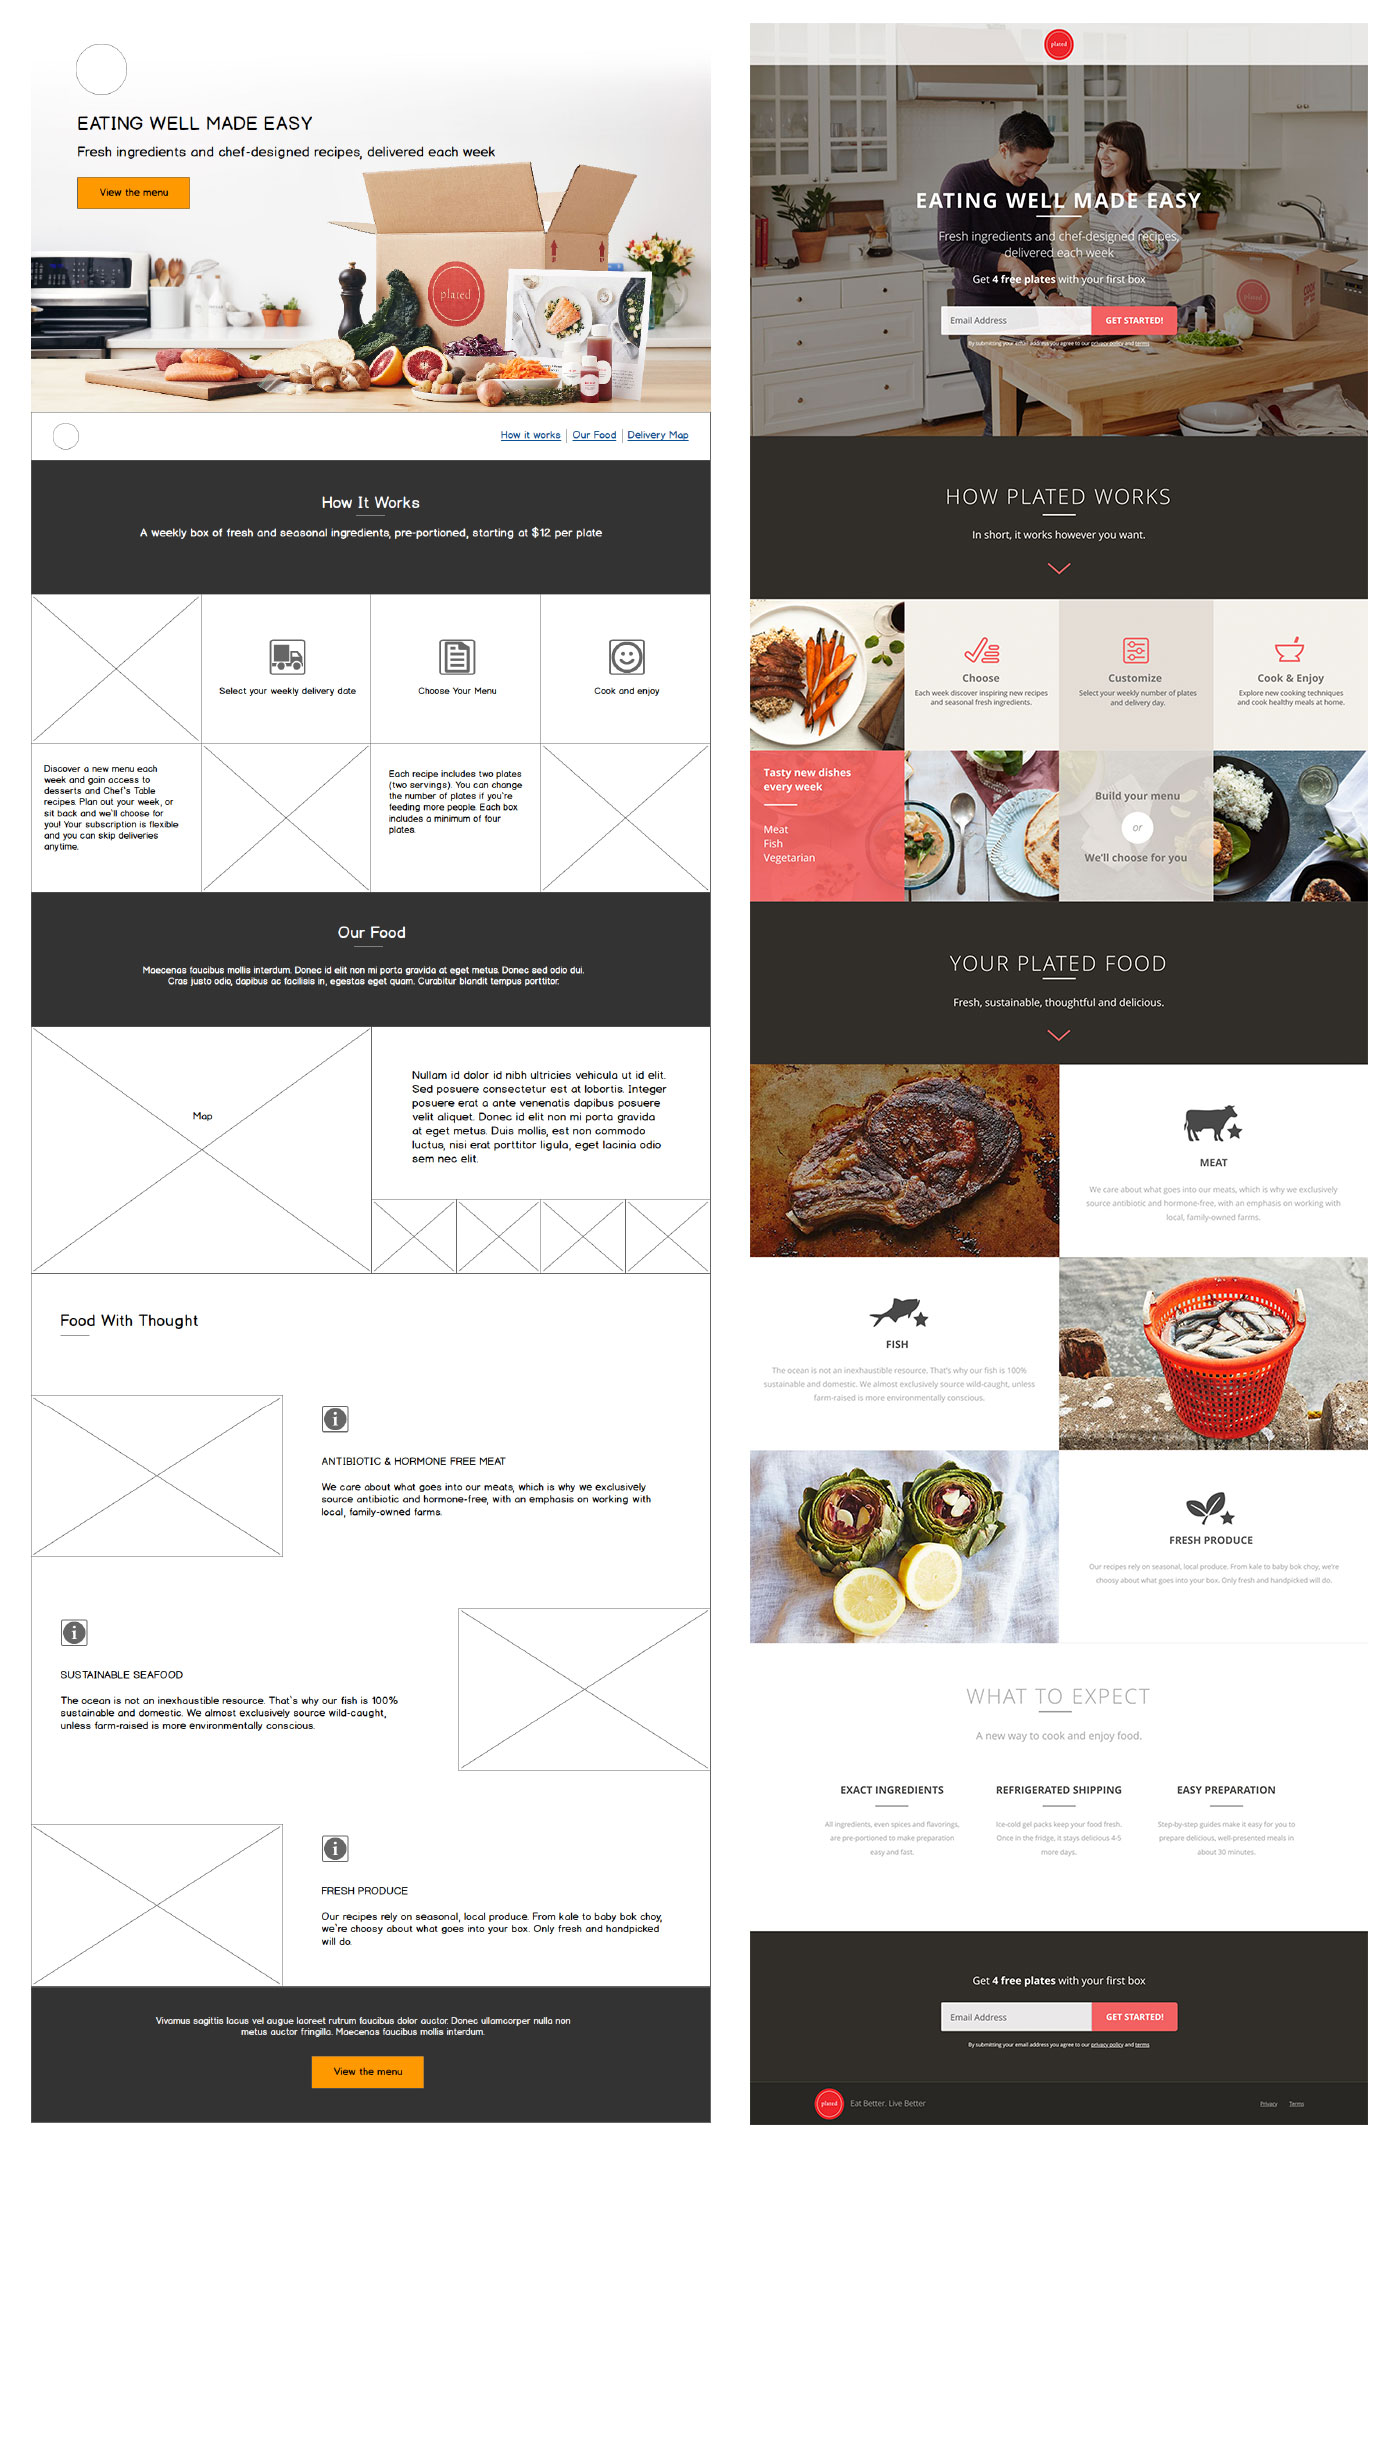 EATING WELL MADE EASY
Fresh ingredients and chef-designed recipes, delivered each week
View the menu
plated
How it works
Our Food
Delivery Map
How It Works
A weekly box of fresh and seasonal ingredients, pre-portioned, starting at $12 per plate
Select your weekly delivery date
Choose Your Menu
Cook and enjoy
Discover a new menu each
week and gain access to
desserts and Chef's Table
recipes. Plan out your week, or
sit back and we'll choose for
you! Your subscription is flexible
and you can skip deliveries
anytime.
Each recipe includes two plates
(two servings). You can change
the number of plates if you're
feeding more people. Each box
includes a minimum of four
plates.
Our Food
Maecenas faucibus mollis interdum. Donec id elit non mi porta gravida at eget metus. Donec sed odio dui.
Cras justo odio, dapibus ac facilisis in, egestas eget quam. Curabitur blandit tempus porttitor.
Map
Nullam id dolor id nibh ultricies vehicula ut id elit.
Sed posuere consectetur est at lobortis. Integer
posuere erat a ante venenatis dapibus posuere
velit aliquet. Donec id elit non mi porta gravida
at eget metus. Duis mollis, est non commodo
luctus, nisi erat porttitor ligula, eget lacinia odio
sem nec elit.
Food With Thought
ANTIBIOTIC & HORMONE FREE MEAT
We care about what goes into our meats, which is why we exclusively
source antibiotic and hormone-free, with an emphasis on working with
local, family-owned farms.
SUSTAINABLE SEAFOOD
The ocean is not an inexhaustible resource. That's why our fish is 100%
sustainable and domestic. We almost exclusively source wild-caught,
unless farm-raised is more environmentally conscious.
FRESH PRODUCE
Our recipes rely on seasonal, local produce. From kale to baby bok choy,
we're choosy about what goes into your box. Only fresh and handpicked
will do.
Vivamus sagittis lacus vel augue laoreet rutrum faucibus dolor auctor. Donec ullamcorper nulla non
metus auctor fringilla. Maecenas faucibus mollis interdum.
View the menu
plated
EATING WELL MADE EASY
Fresh ingredients and chef-designed recipes,
delivered each week
Get 4 free plates with your first box
plated
COOK
Email Address
GET STARTED!
By submitting your email address you agree to our privacy policy and terms
HOW PLATED WORKS
In short, it works however you want.
Choose
Each week discover inspiring new recipes
and seasonal fresh ingredients.
Customize
Select your weekly number of plates
and delivery day.
Cook & Enjoy
Explore new cooking techniques
and cook healthy meals at home.
Tasty new dishes
every week
Meat
Fish
Vegetarian
Build your menu
or
We'll choose for you
YOUR PLATED FOOD
Fresh, sustainable, thoughtful and delicious.
MEAT
We care about what goes into our meats, which is why we exclusively
source antibiotic and hormone-free, with an emphasis on working with
local, family-owned farms.
FISH
The ocean is not an inexhaustible resource. That's why our fish is 100%
sustainable and domestic. We almost exclusively source wild-caught, unless
farm-raised is more environmentally conscious.
FRESH PRODUCE
Our recipes rely on seasonal, local produce. From kale to baby bok choy, we're
choosy about what goes into your box. Only fresh and handpicked will do.
WHAT TO EXPECT
A new way to cook and enjoy food.
EXACT INGREDIENTS
All ingredients, even spices and flavorings,
are pre-portioned to make preparation
easy and fast.
REFRIGERATED SHIPPING
Ice-cold gel packs keep your food fresh.
Once in the fridge, it stays delicious 4-5
more days.
EASY PREPARATION
Step-by-step guides make it easy for you to
prepare delicious, well-presented meals in
about 30 minutes.
Get 4 free plates with your first box
Email Address
GET STARTED!
By submitting your email address you agree to our privacy policy and terms
plated
Eat Better. Live Better
Privacy
Terms